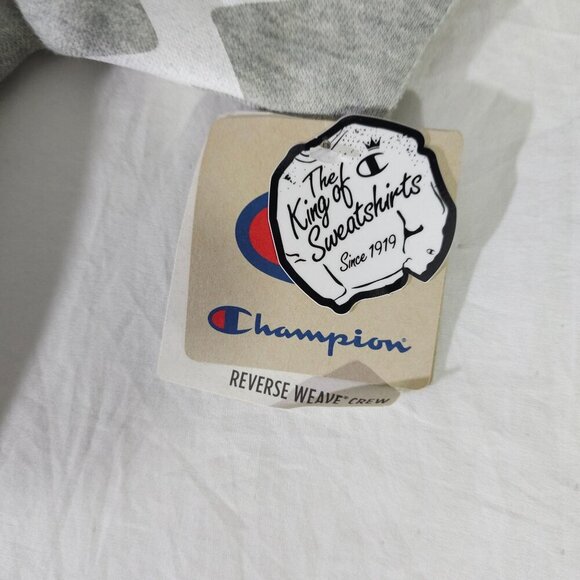 The
King of
Sweatshirts
Since 1919
Champion®
REVERSE WEAVE® CREW